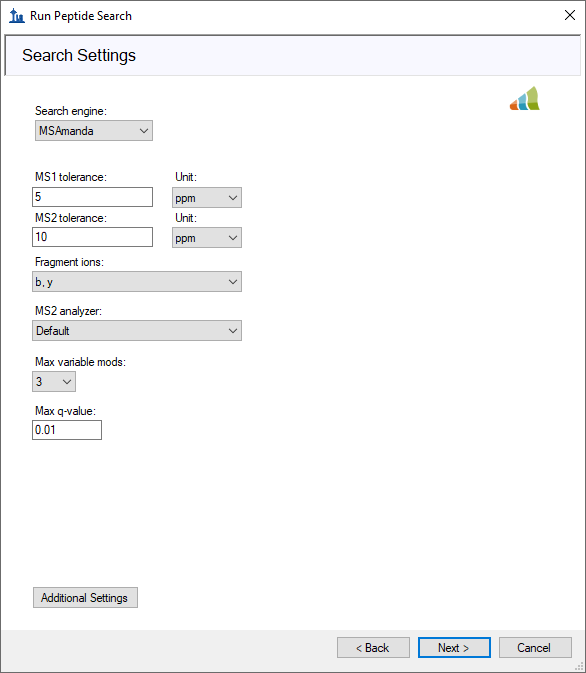 Run Peptide Search
Search Settings
Search engine:
MSAmanda
MS1 tolerance: Unit:
5 ppm
MS2 tolerance: Unit:
10 ppm
Fragment ions:
b, y
MS2 analyzer:
Default
Max variable mods:
3
Max q-value:
0.01
Additional Settings
< Back Next > Cancel